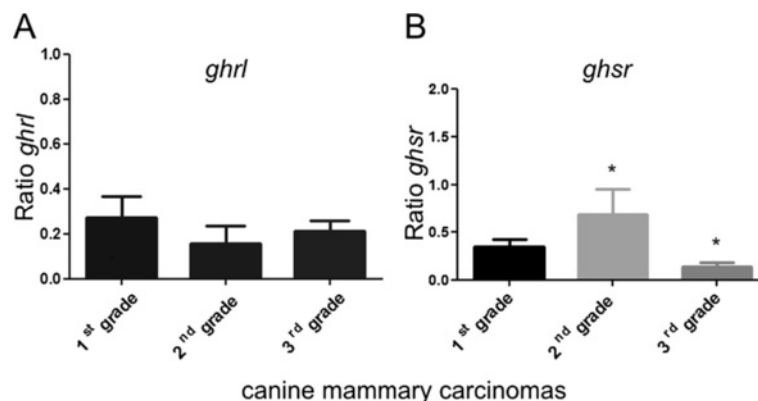 A
ghrl
Ratio ghrl
1.0
0.8
0.6
0.4
0.2
0.0
1st grade
2nd grade
3rd grade
B
ghsr
Ratio ghsr
2.0
1.5
1.0
0.5
0.0
*
*
1st grade
2nd grade
3rd grade
canine mammary carcinomas